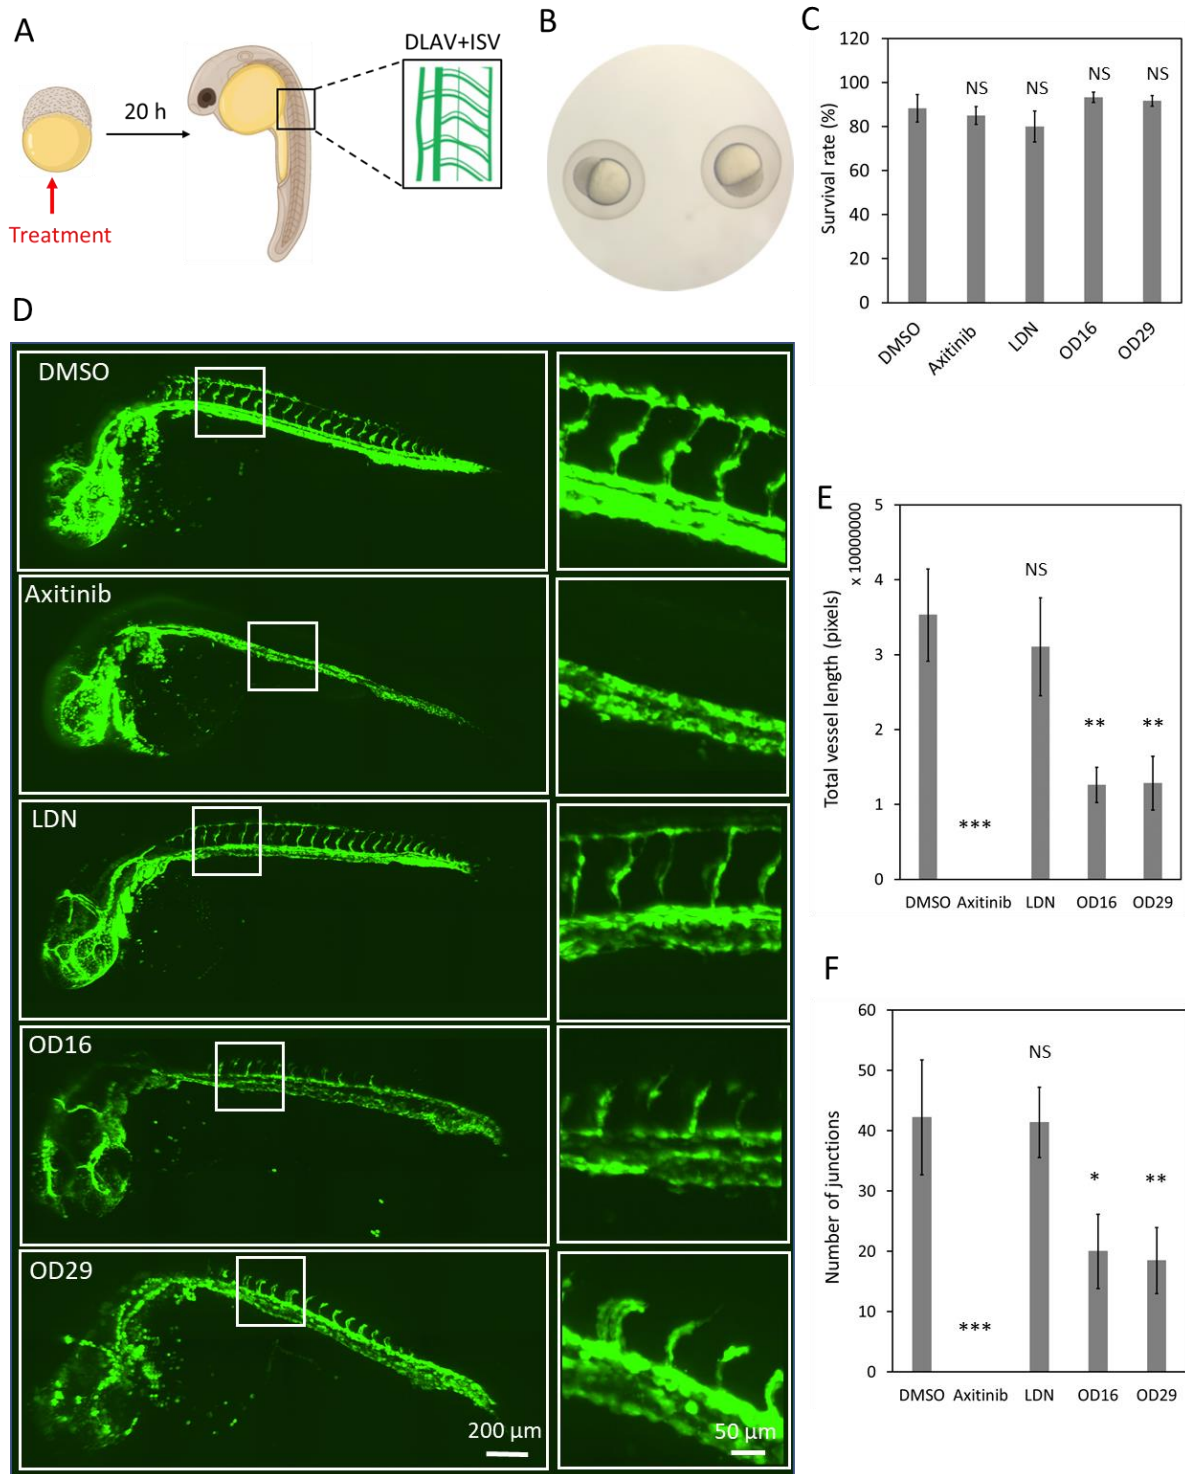 A
DLAV+ISV
20 h
Treatment
B
C
120
100
80
60
40
20
0
Survival rate (%)
NS
NS
NS
NS
DMSO
Axitinib
LDN
OD16
OD29
D
DMSO
Axitinib
LDN
OD16
OD29
200 µm
50 µm
E
5
4
3
2
1
0
x 10000000
Total vessel length (pixels)
***
NS
**
**
DMSO Axitinib LDN OD16 OD29
F
60
50
40
30
20
10
0
Number of junctions
***
NS
*
**
DMSO Axitinib LDN OD16 OD29